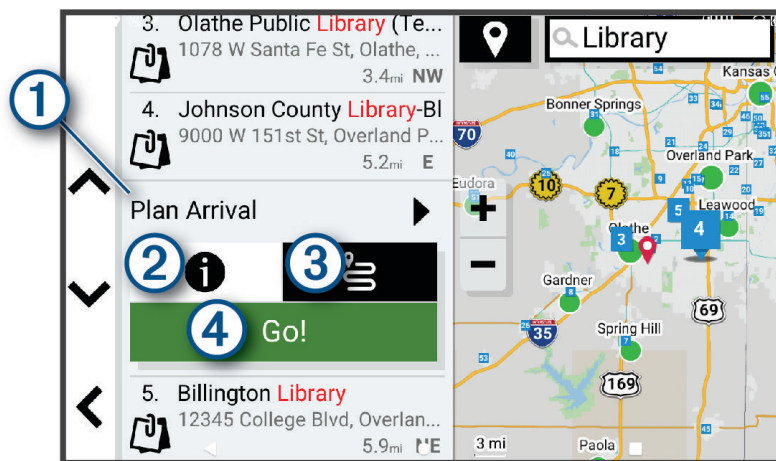 3. Olathe Public Library (Te...
1078 W Santa Fe St, Olathe, ...
3.4mi NW
4. Johnson County Library-Bl
9000 W 151st St, Overland P...
5.2mi E
1
Plan Arrival
2
i
3
4
Go!
5. Billington Library
12345 College Blvd, Overlan...
5.9mi NE
Library
Kansas
Bonner Springs
70
Overland Park
Eudora
10
7
Leawood
+
5
4
Olathe
3
−
Gardner
69
35
Spring Hill
169
3 mi
Paola